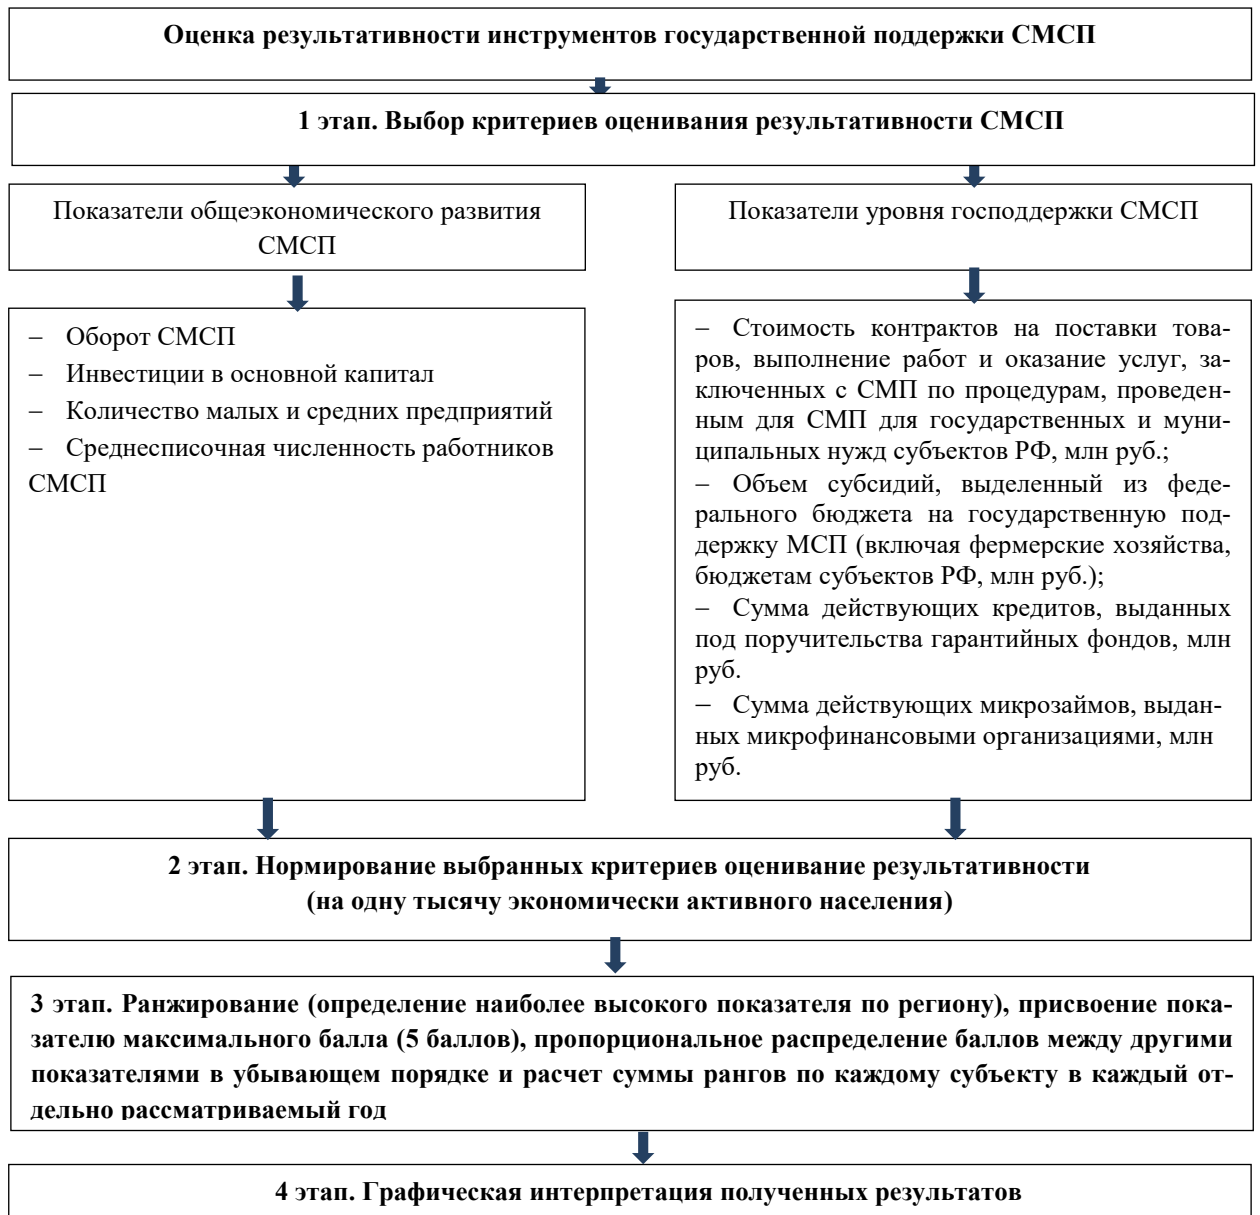 Оценка результативности инструментов государственной поддержки СМСП
1 этап. Выбор критериев оценивания результативности СМСП
Показатели общеэкономического развития
СМСП
Показатели уровня господдержки СМСП
– Оборот СМСП
– Инвестиции в основной капитал
– Количество малых и средних предприятий
– Среднесписочная численность работников
СМСП
– Стоимость контрактов на поставки това-
ров, выполнение работ и оказание услуг, за-
ключенных с СМП по процедурам, проведен-
ным для СМП для государственных и муни-
ципальных нужд субъектов РФ, млн руб.;
– Объем субсидий, выделенный из феде-
рального бюджета на государственную под-
держку МСП (включая фермерские хозяйства,
бюджетам субъектов РФ, млн руб.);
– Сумма действующих кредитов, выданных
под поручительства гарантийных фондов, млн
руб.
– Сумма действующих микрозаймов, выдан-
ных микрофинансовыми организациями, млн
руб.
2 этап. Нормирование выбранных критериев оценивание результативности
(на одну тысячу экономически активного населения)
3 этап. Ранжирование (определение наиболее высокого показателя по региону), присвоение пока-
зателю максимального балла (5 баллов), пропорциональное распределение баллов между другими
показателями в убывающем порядке и расчет суммы рангов по каждому субъекту в каждый от-
дельно рассматриваемый год
4 этап. Графическая интерпретация полученных результатов